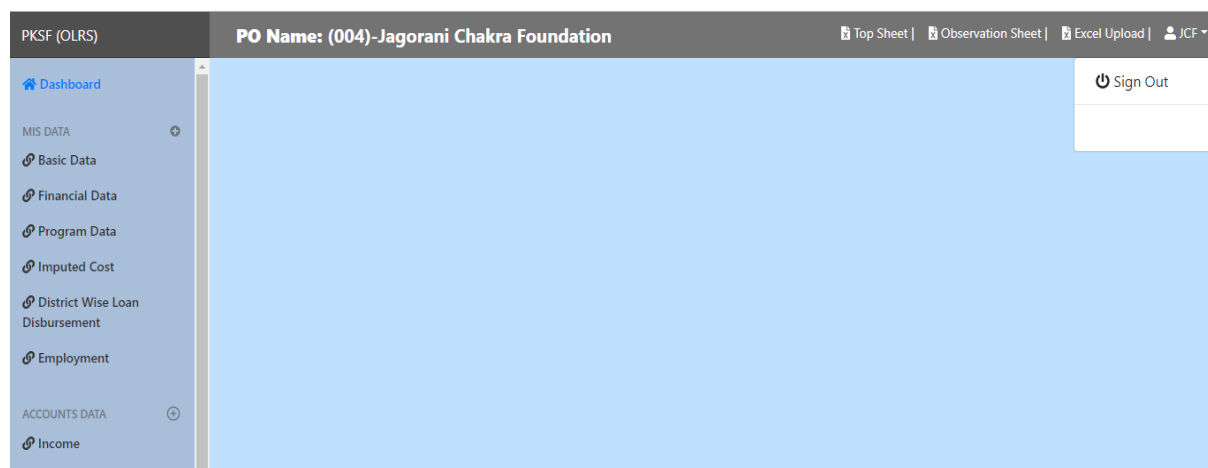 PKSF (OLRS)
PO Name: (004)-Jagorani Chakra Foundation
Top Sheet |
Observation Sheet |
Excel Upload |
JCF
Sign Out
Dashboard
MIS DATA
Basic Data
Financial Data
Program Data
Imputed Cost
District Wise Loan
Disbursement
Employment
ACCOUNTS DATA
Income